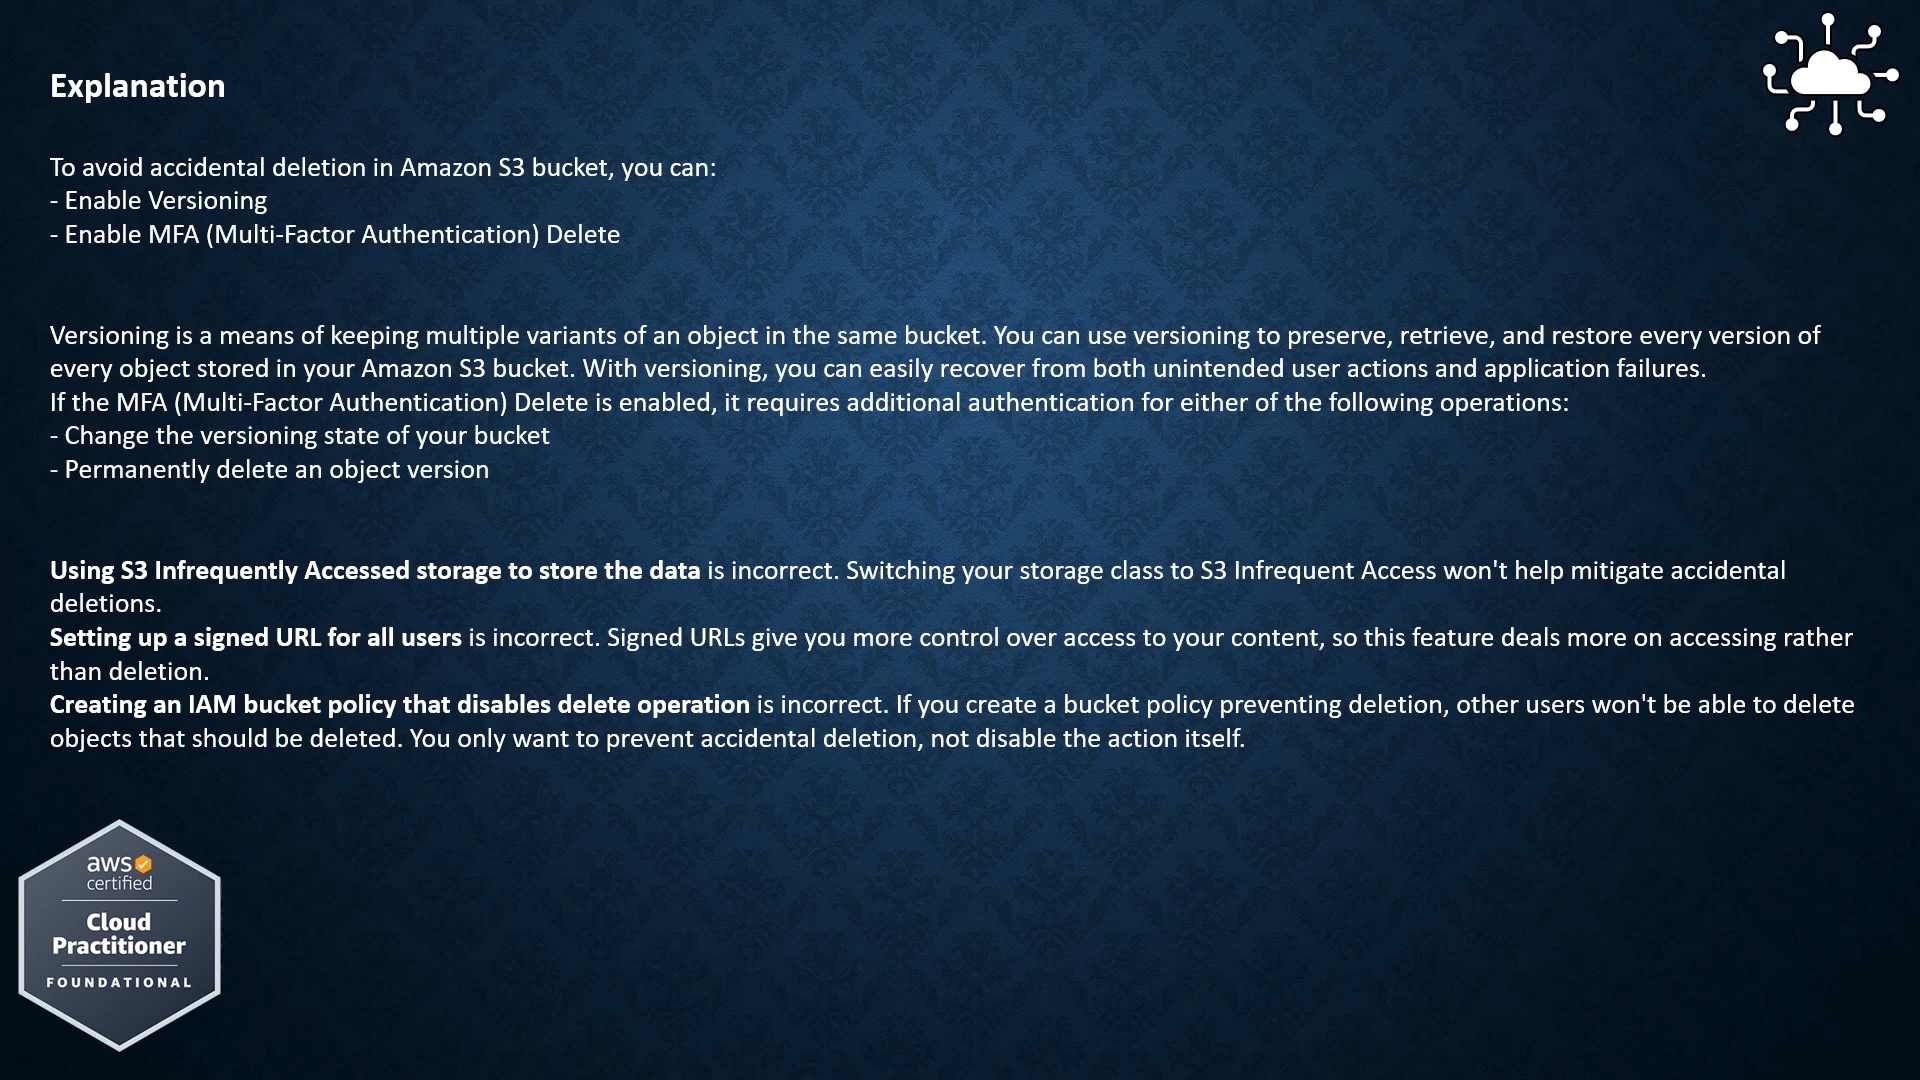 Explanation
To avoid accidental deletion in Amazon S3 bucket, you can:
- Enable Versioning
- Enable MFA (Multi-Factor Authentication) Delete
Versioning is a means of keeping multiple variants of an object in the same bucket. You can use versioning to preserve, retrieve, and restore every version of
every object stored in your Amazon S3 bucket. With versioning, you can easily recover from both unintended user actions and application failures.
If the MFA (Multi-Factor Authentication) Delete is enabled, it requires additional authentication for either of the following operations:
- Change the versioning state of your bucket
- Permanently delete an object version
Using S3 Infrequently Accessed storage to store the data is incorrect. Switching your storage class to S3 Infrequent Access won't help mitigate accidental
deletions.
Setting up a signed URL for all users is incorrect. Signed URLs give you more control over access to your content, so this feature deals more on accessing rather
than deletion.
Creating an IAM bucket policy that disables delete operation is incorrect. If you create a bucket policy preventing deletion, other users won't be able to delete
objects that should be deleted. You only want to prevent accidental deletion, not disable the action itself.
aws
certified
Cloud
Practitioner
FOUNDATIONAL